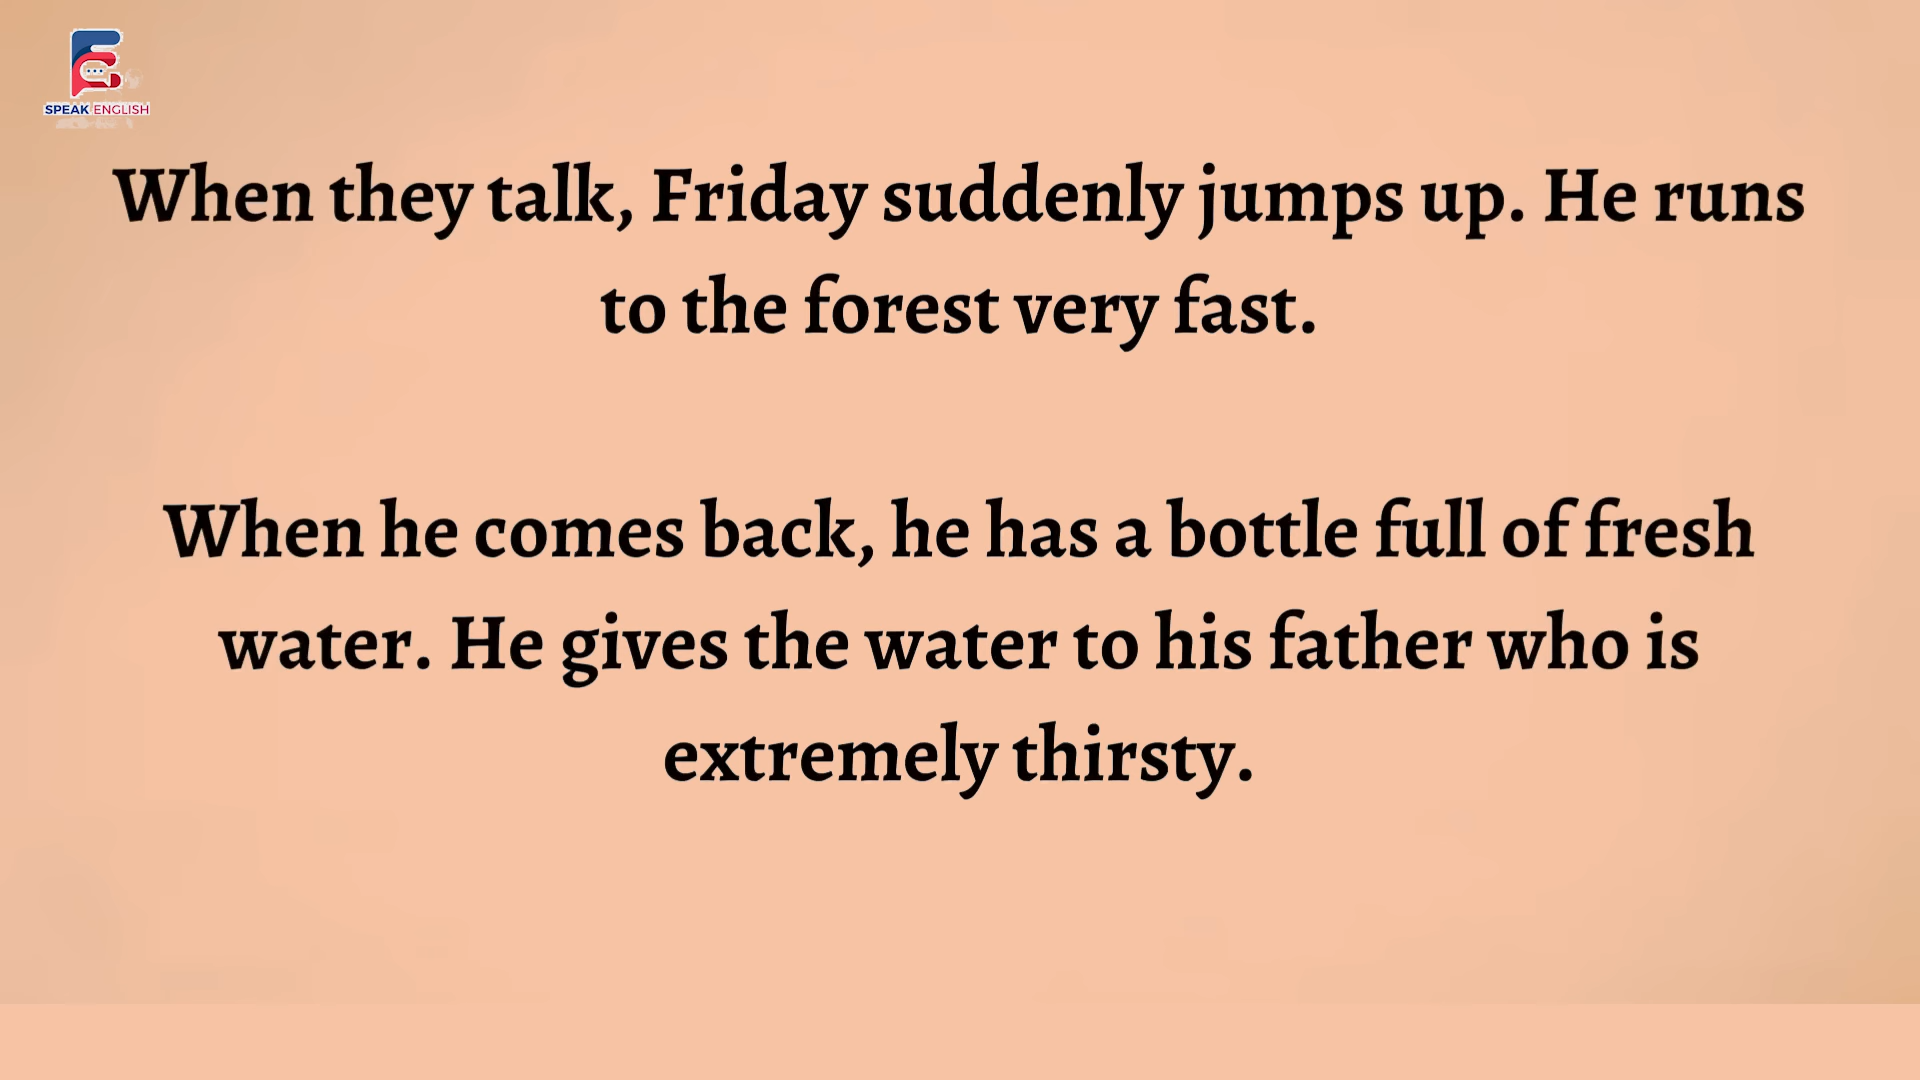 SPEAK ENGLISH
When they talk, Friday suddenly jumps up. He runs
to the forest very fast.
When he comes back, he has a bottle full of fresh
water. He gives the water to his father who is
extremely thirsty.